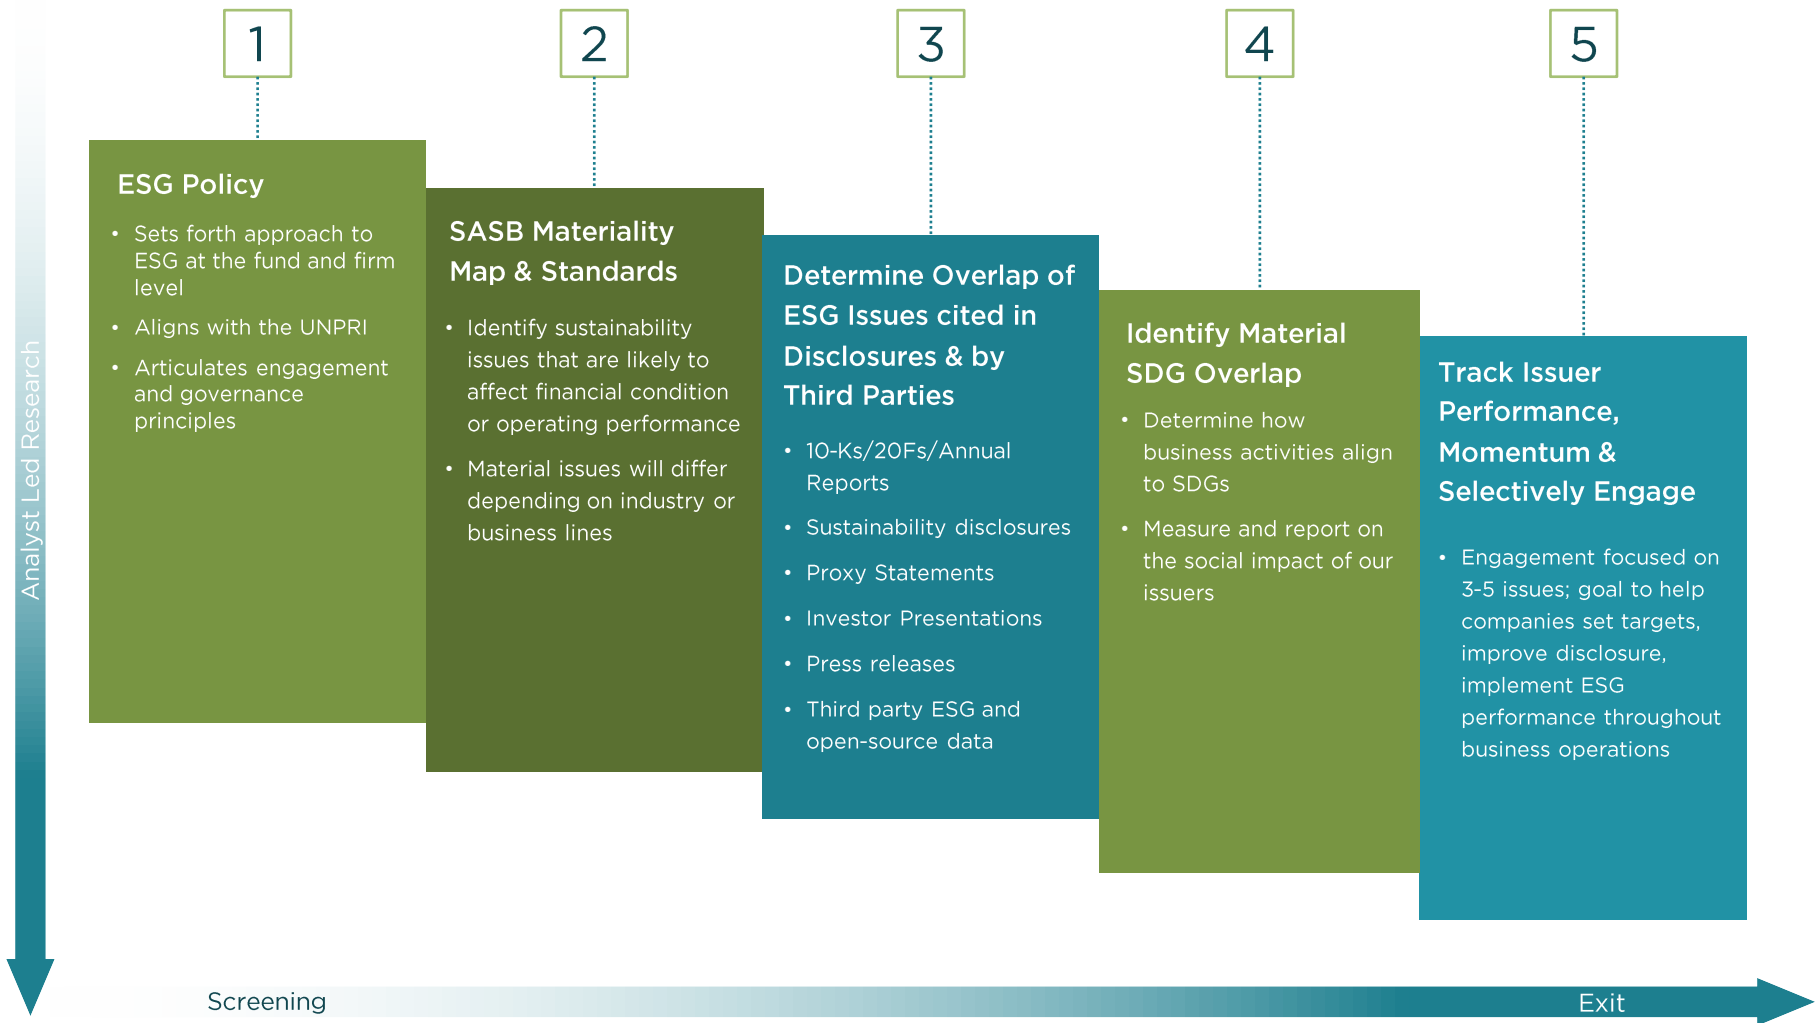 1
2
3
4
5
ESG Policy
• Sets forth approach to
ESG at the fund and firm
level
• Aligns with the UNPRI
• Articulates engagement
and governance
principles
SASB Materiality
Map & Standards
• Identify sustainability
issues that are likely to
affect financial condition
or operating performance
• Material issues will differ
depending on industry or
business lines
Determine Overlap of
ESG Issues cited in
Disclosures & by
Third Parties
• 10-Ks/20Fs/Annual
Reports
• Sustainability disclosures
• Proxy Statements
• Investor Presentations
• Press releases
• Third party ESG and
open-source data
Identify Material
SDG Overlap
• Determine how
business activities align
to SDGs
• Measure and report on
the social impact of our
issuers
Track Issuer
Performance,
Momentum &
Selectively Engage
• Engagement focused on
3-5 issues; goal to help
companies set targets,
improve disclosure,
implement ESG
performance throughout
business operations
Analyst Led Research
Screening
Exit